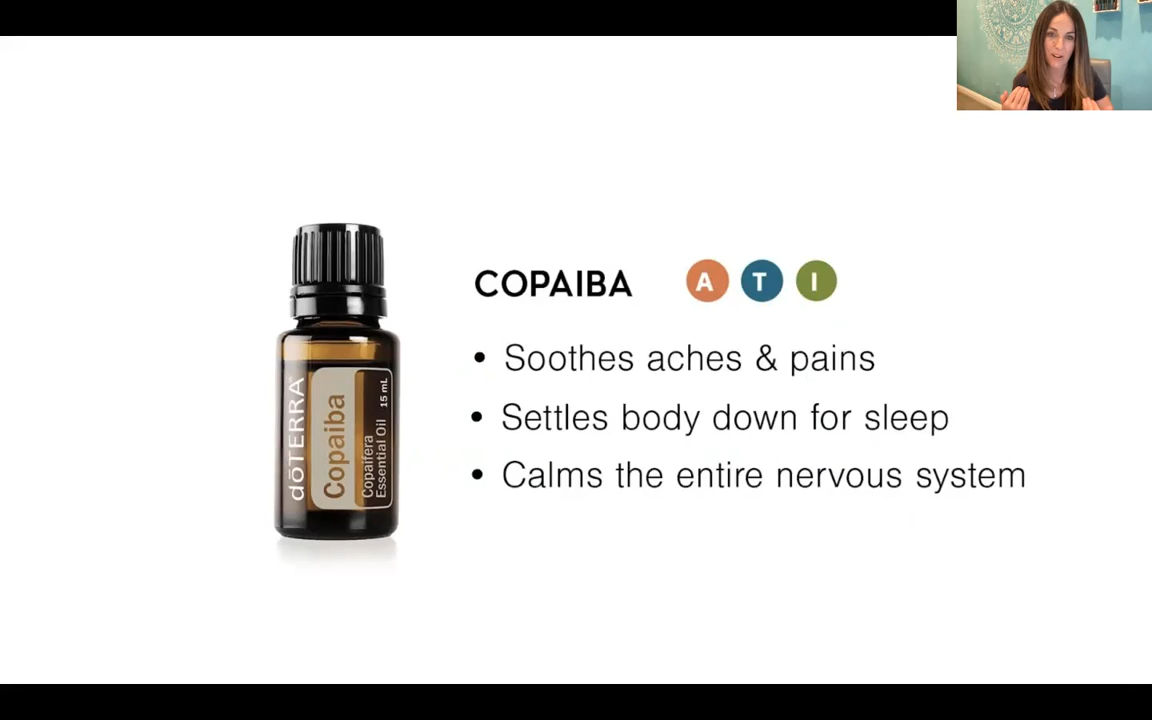 COPAIBA A T I
• Soothes aches & pains
• Settles body down for sleep
• Calms the entire nervous system
dōTERRA™
Copaiba
Copaifera
Essential Oil 15 mL